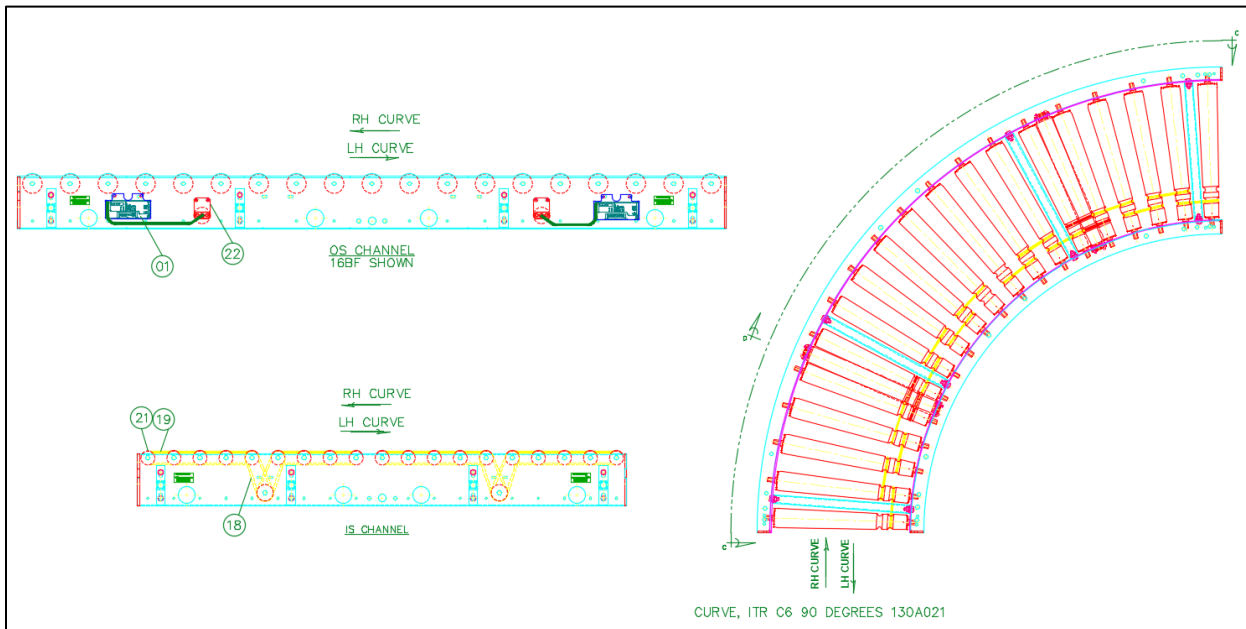 RH CURVE
LH CURVE
01
22
OS CHANNEL
16BF SHOWN
RH CURVE
LH CURVE
21
19
18
IS CHANNEL
C
D
C
RH CURVE
LH CURVE
CURVE, ITR C6 90 DEGREES 130A021